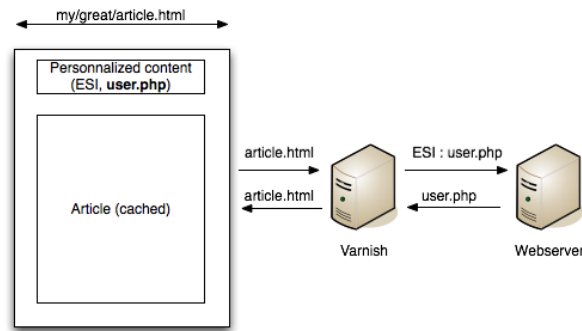 my/great/article.html
Personnalized content
(ESI, user.php)
Article (cached)
article.html
article.html
ESI : user.php
user.php
Varnish
Webserver